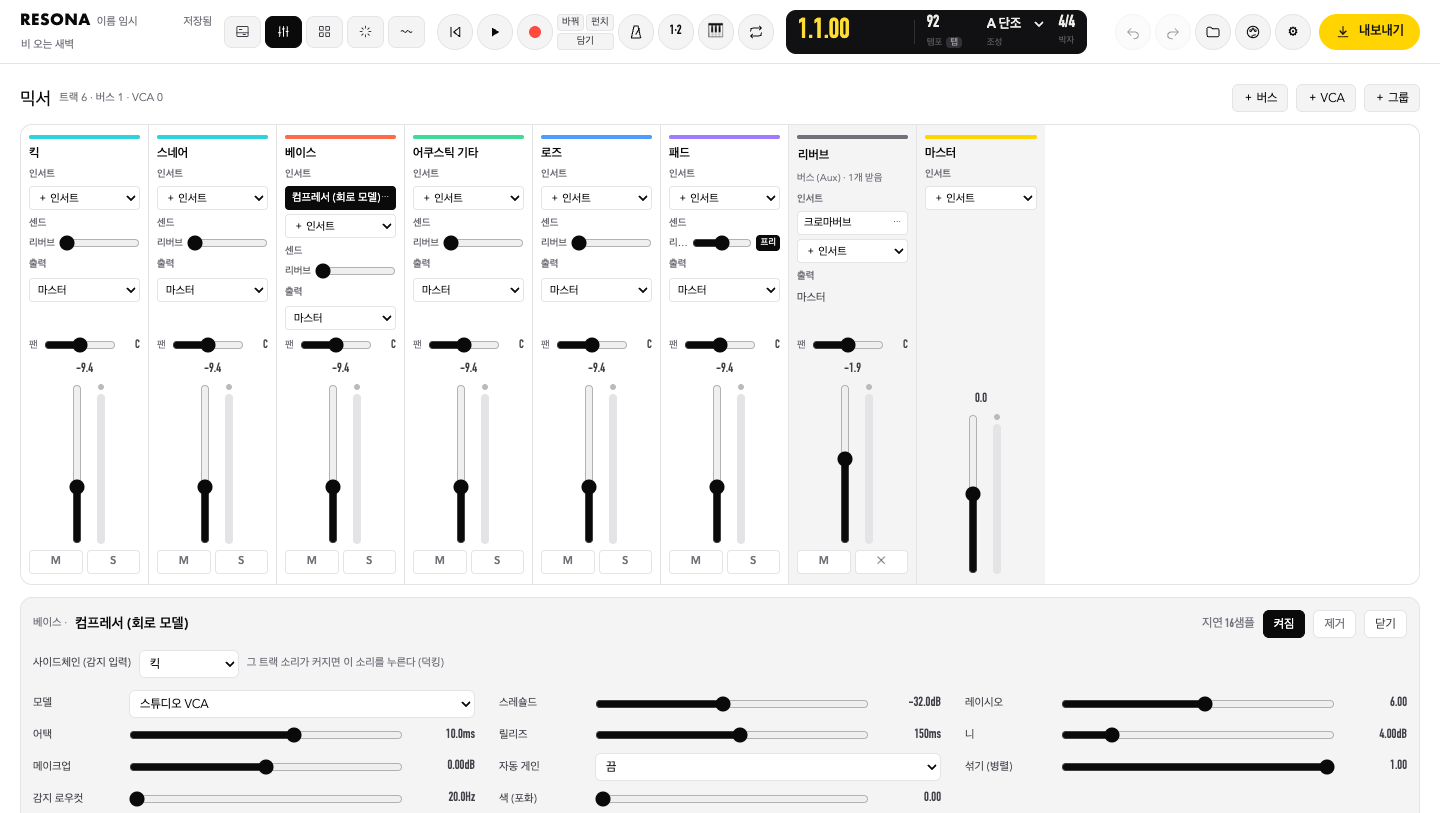 RESONA 이름 임시 저장됨
비 오는 새벽
바꿔 펀치
담기
1·2
1.1.00
92
템포 탭
A 단조
조성
4/4
박자
내보내기
믹서 트랙 6 · 버스 1 · VCA 0
+ 버스 + VCA + 그룹
킥
인서트
+ 인서트
센드
리버브
출력
마스터
팬 C
-9.4
M S
스네어
인서트
+ 인서트
센드
리버브
출력
마스터
팬 C
-9.4
M S
베이스
인서트
컴프레서 (회로 모델)···
+ 인서트
센드
리버브
출력
마스터
팬 C
-9.4
M S
어쿠스틱 기타
인서트
+ 인서트
센드
리버브
출력
마스터
팬 C
-9.4
M S
로즈
인서트
+ 인서트
센드
리버브
출력
마스터
팬 C
-9.4
M S
패드
인서트
+ 인서트
센드
리... 프리
출력
마스터
팬 C
-9.4
M S
리버브
버스 (Aux) · 1개 받음
인서트
크로마버브 ···
+ 인서트
출력
마스터
팬 C
-1.9
M ×
마스터
인서트
+ 인서트
0.0
베이스 · 컴프레서 (회로 모델)
지연 16샘플 켜짐 제거 닫기
사이드체인 (감지 입력) 킥 그 트랙 소리가 커지면 이 소리를 누른다 (덕킹)
모델 스튜디오 VCA 스레숄드 -32.0dB 레이시오 6.00
어택 10.0ms 릴리즈 150ms 니 4.00dB
메이크업 0.00dB 자동 게인 끔 섞기 (병렬) 1.00
감지 로우컷 20.0Hz 색 (포화) 0.00